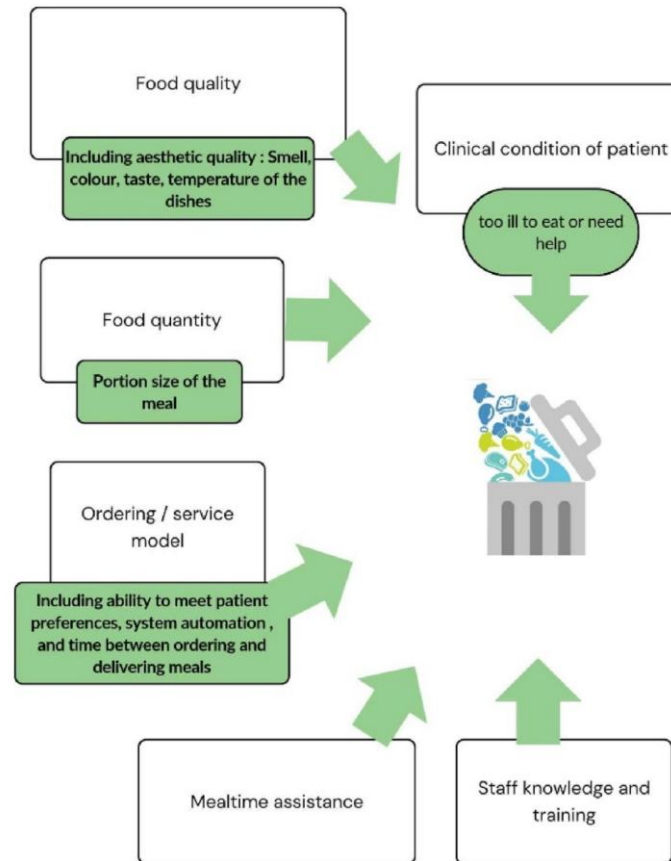 Food quality
Including aesthetic quality : Smell,
colour, taste, temperature of the
dishes
Clinical condition of patient
too ill to eat or need
help
Food quantity
Portion size of the
meal
Ordering / service
model
Including ability to meet patient
preferences, system automation ,
and time between ordering and
delivering meals
Mealtime assistance
Staff knowledge and
training